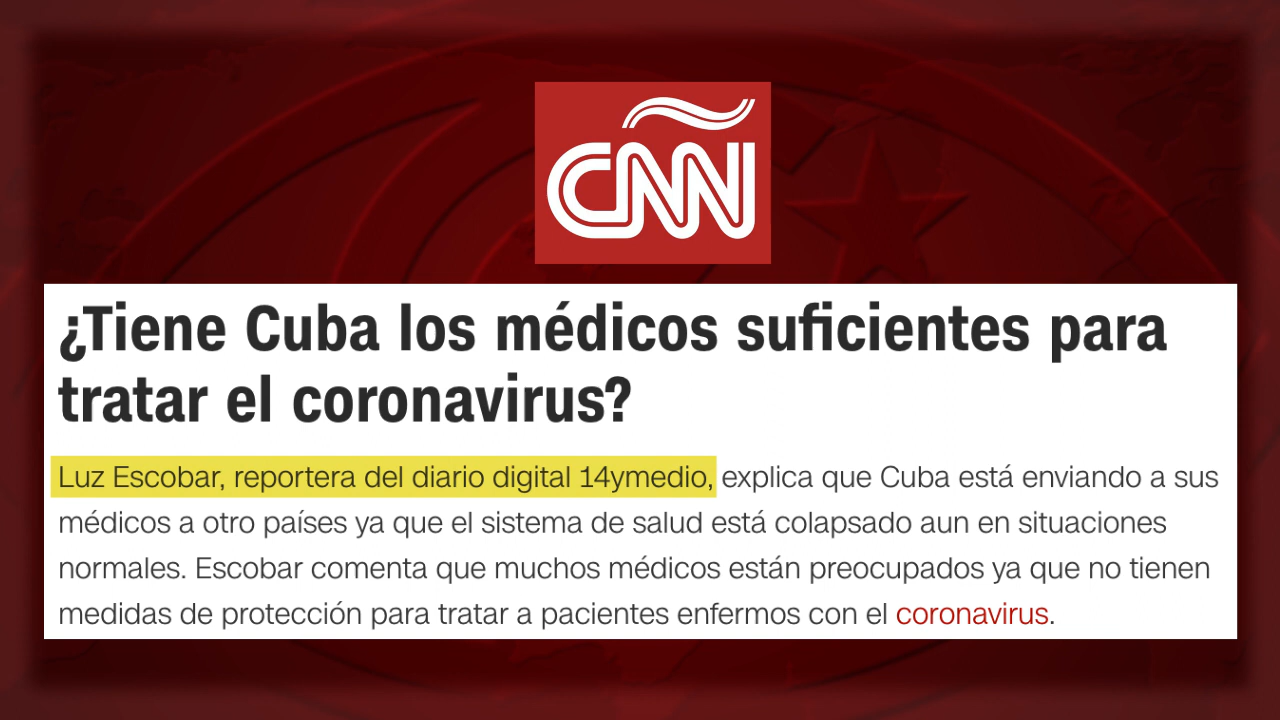 CNN
¿Tiene Cuba los médicos suficientes para
tratar el coronavirus?
Luz Escobar, reportera del diario digital 14ymedio, explica que Cuba está enviando a sus
médicos a otro países ya que el sistema de salud está colapsado aun en situaciones
normales. Escobar comenta que muchos médicos están preocupados ya que no tienen
medidas de protección para tratar a pacientes enfermos con el coronavirus.